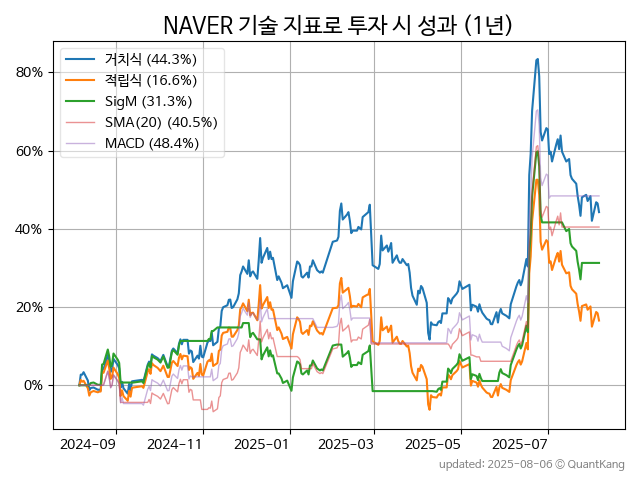 NAVER 기술 지표로 투자 시 성과 (1년)
거치식 (44.3%)
적립식 (16.6%)
SigM (31.3%)
SMA(20) (40.5%)
MACD (48.4%)
80%
60%
40%
20%
0%
2024-09 2024-11 2025-01 2025-03 2025-05 2025-07
updated: 2025-08-06 © QuantKang